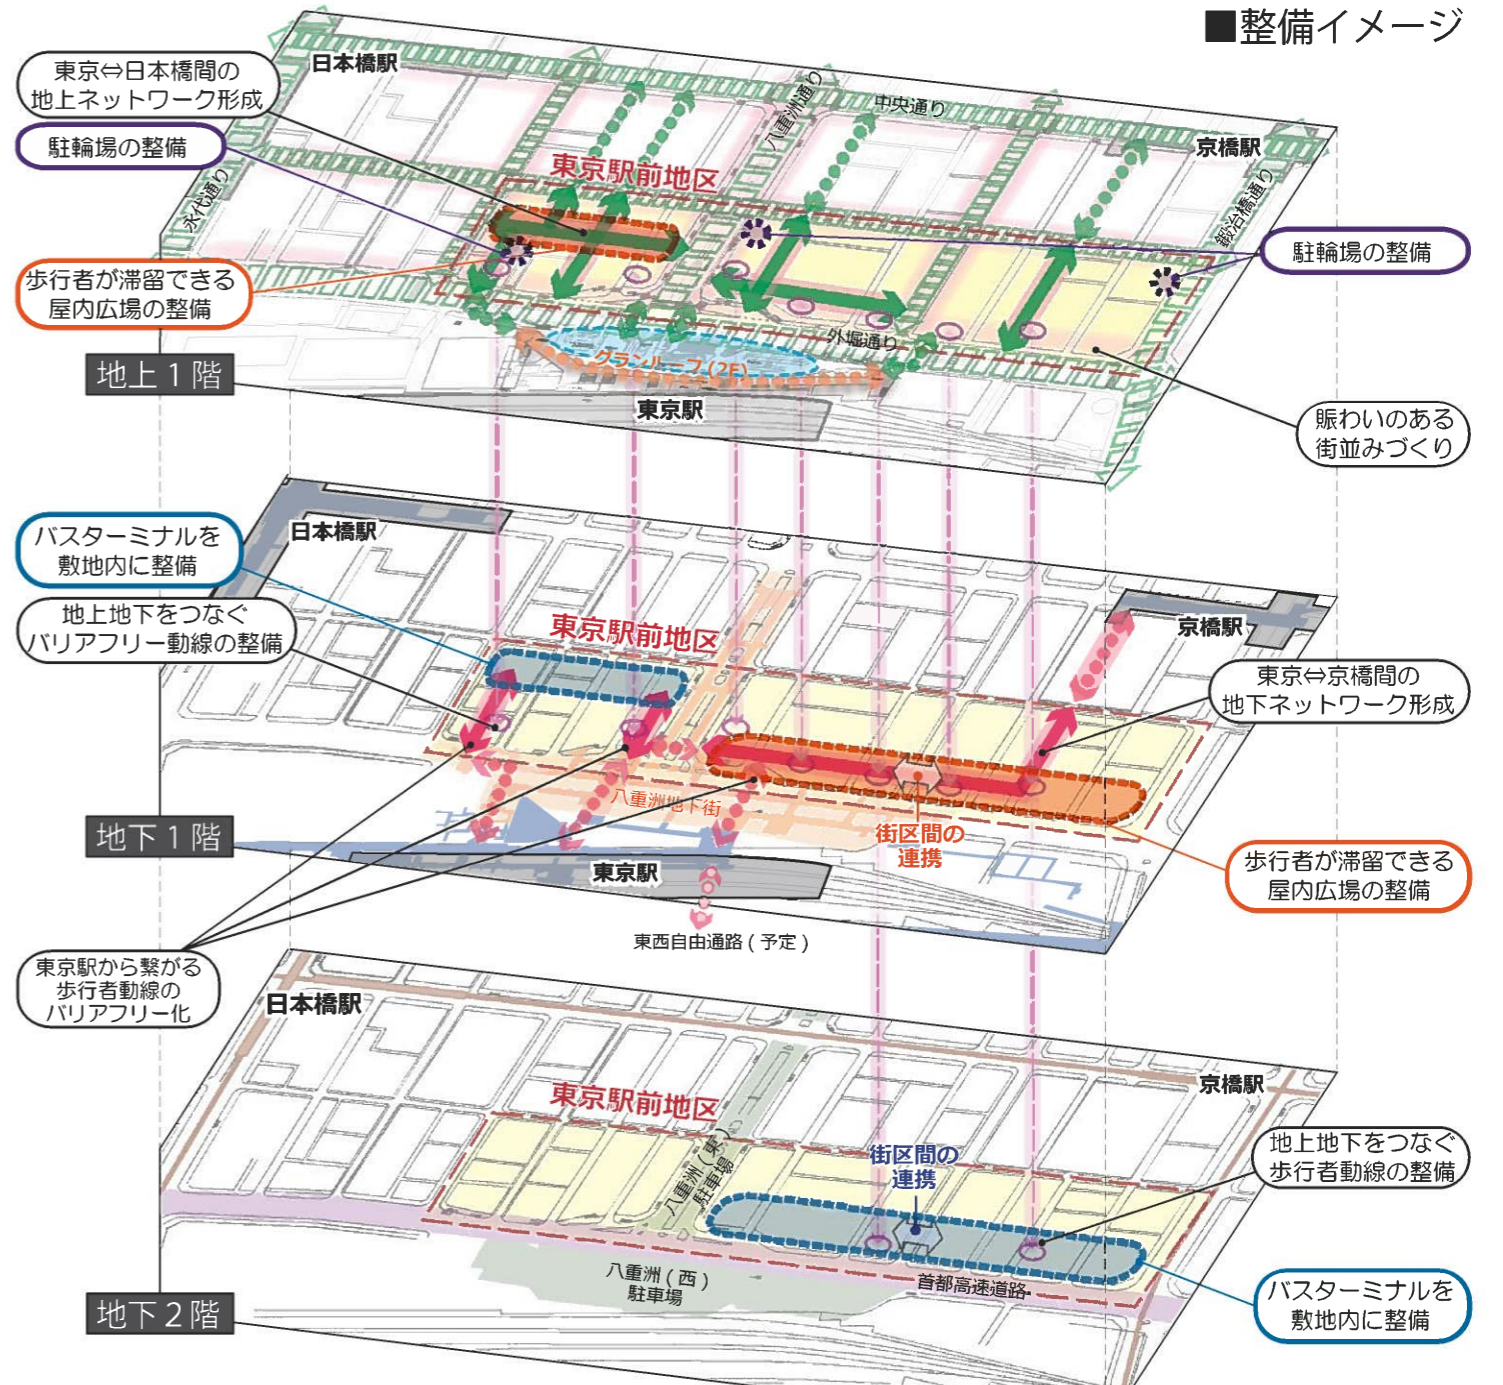 ■整備イメージ
東京⇔日本橋間の
地上ネットワーク形成
駐輪場の整備
歩行者が滞留できる
屋内広場の整備
地上1階
日本橋駅
八重洲通り
中央通り
京橋駅
永代通り
鍛冶橋通り
東京駅前地区
外堀通り
グランルーフ(2F)
東京駅
駐輪場の整備
賑わいのある
街並みづくり
バスターミナルを
敷地内に整備
地上地下をつなぐ
バリアフリー動線の整備
地下1階
日本橋駅
東京駅前地区
京橋駅
東京⇔京橋間の
地下ネットワーク形成
八重洲地下街
街区間の
連携
東京駅
歩行者が滞留できる
屋内広場の整備
東西自由通路(予定)
東京駅から繋がる
歩行者動線の
バリアフリー化
日本橋駅
京橋駅
東京駅前地区
八重洲(東)
駐車場
街区間の
連携
地上地下をつなぐ
歩行者動線の整備
八重洲(西)
駐車場
首都高速道路
地下2階
バスターミナルを
敷地内に整備